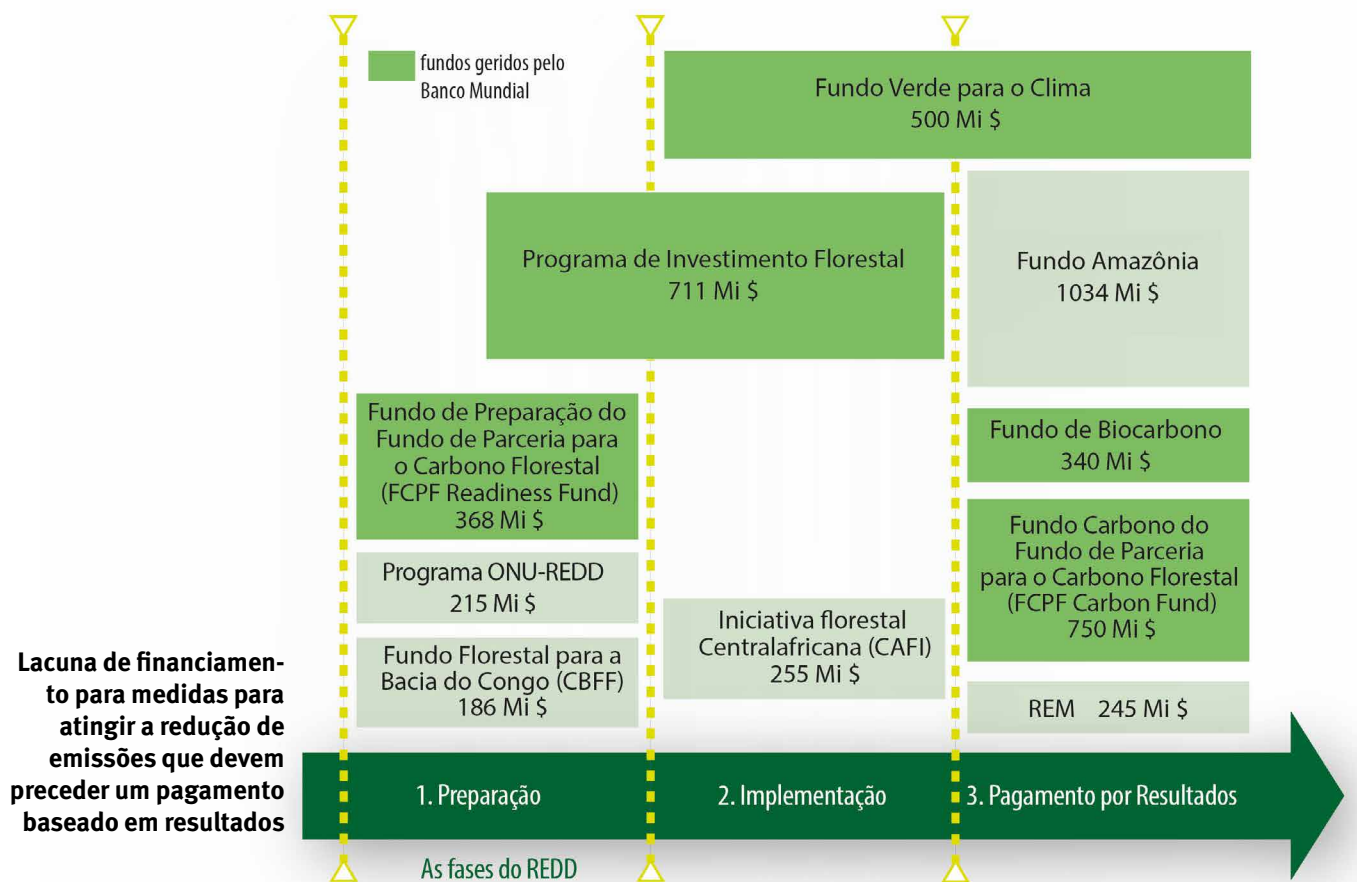 fundos geridos pelo
Banco Mundial
Fundo Verde para o Clima
500 Mi $
Programa de Investimento Florestal
711 Mi $
Fundo Amazônia
1034 Mi $
Fundo de Preparação do
Fundo de Parceria para
o Carbono Florestal
(FCPF Readiness Fund)
368 Mi $
Fundo de Biocarbono
340 Mi $
Fundo Carbono do
Fundo de Parceria
para o Carbono Florestal
(FCPF Carbon Fund)
750 Mi $
Programa ONU-REDD
215 Mi $
Iniciativa florestal
Centralafricana (CAFI)
255 Mi $
Fundo Florestal para a
Bacia do Congo (CBFF)
186 Mi $
REM 245 Mi $
Lacuna de financiamen-
to para medidas para
atingir a redução de
emissões que devem
preceder um pagamento
baseado em resultados
1. Preparação
2. Implementação
3. Pagamento por Resultados
As fases do REDD